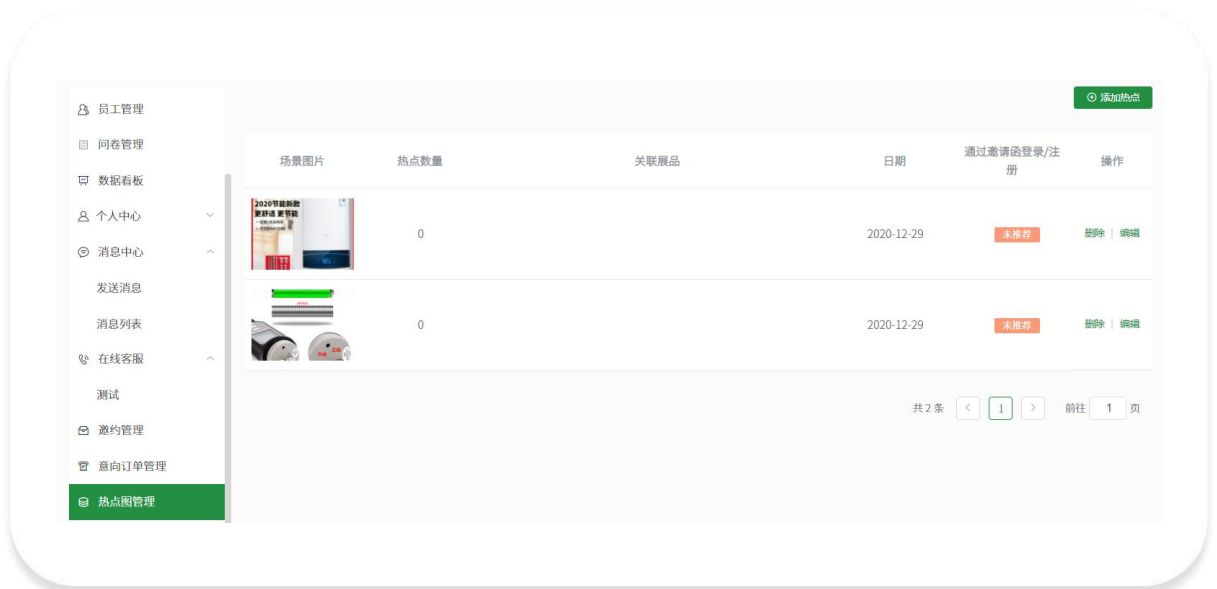 员工管理
问卷管理
数据看板
个人中心
消息中心
发送消息
消息列表
在线客服
测试
邀约管理
意向订单管理
热点图管理
添加热点
场景图片 热点数量 关联展品 日期 通过邀请函登录/注册 操作
2020节能新款
更舒适 更节能
0 2020-12-29 未推荐 删除 编辑
0 2020-12-29 未推荐 删除 编辑
共2条 1 前往 1 页